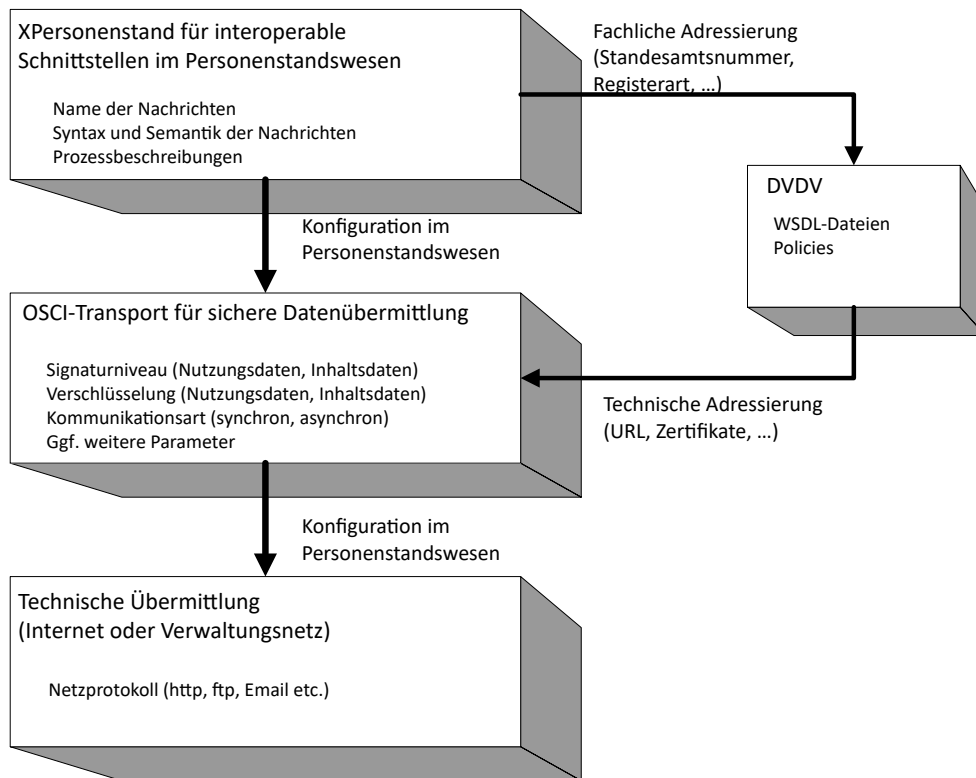 XPersonenstand für interoperable
Schnittstellen im Personenstandswesen
Name der Nachrichten
Syntax und Semantik der Nachrichten
Prozessbeschreibungen
Fachliche Adressierung
(Standesamtsnummer,
Registerart, ...)
DVDV
WSDL-Dateien
Policies
Konfiguration im
Personenstandswesen
OSCI-Transport für sichere Datenübermittlung
Signaturniveau (Nutzungsdaten, Inhaltsdaten)
Verschlüsselung (Nutzungsdaten, Inhaltsdaten)
Kommunikationsart (synchron, asynchron)
Ggf. weitere Parameter
Technische Adressierung
(URL, Zertifikate, ...)
Konfiguration im
Personenstandswesen
Technische Übermittlung
(Internet oder Verwaltungsnetz)
Netzprotokoll (http, ftp, Email etc.)